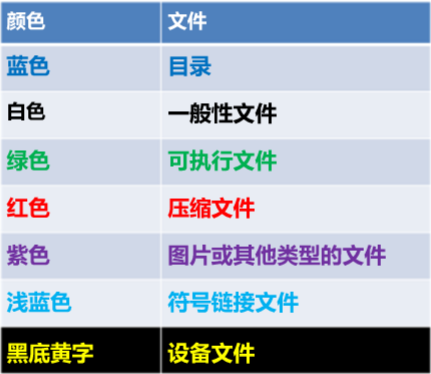 颜色 文件
蓝色 目录
白色 一般性文件
绿色 可执行文件
红色 压缩文件
紫色 图片或其他类型的文件
浅蓝色 符号链接文件
黑底黄字 设备文件